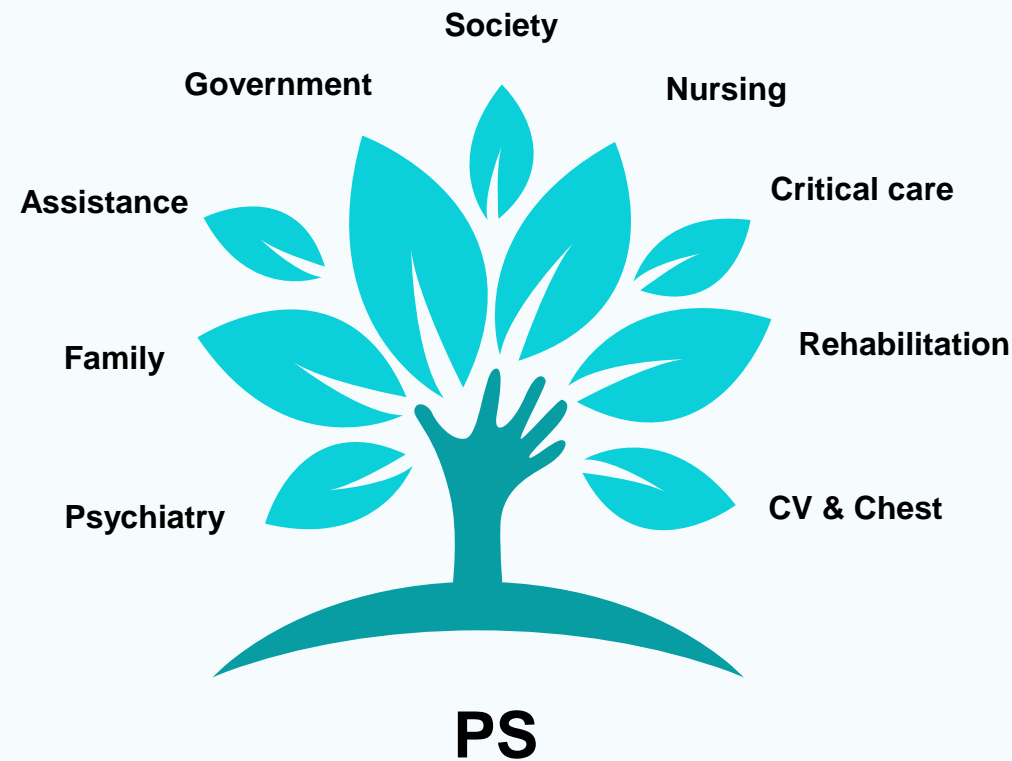 Society
Government
Nursing
Assistance
Critical care
Family
Rehabilitation
Psychiatry
CV & Chest
PS